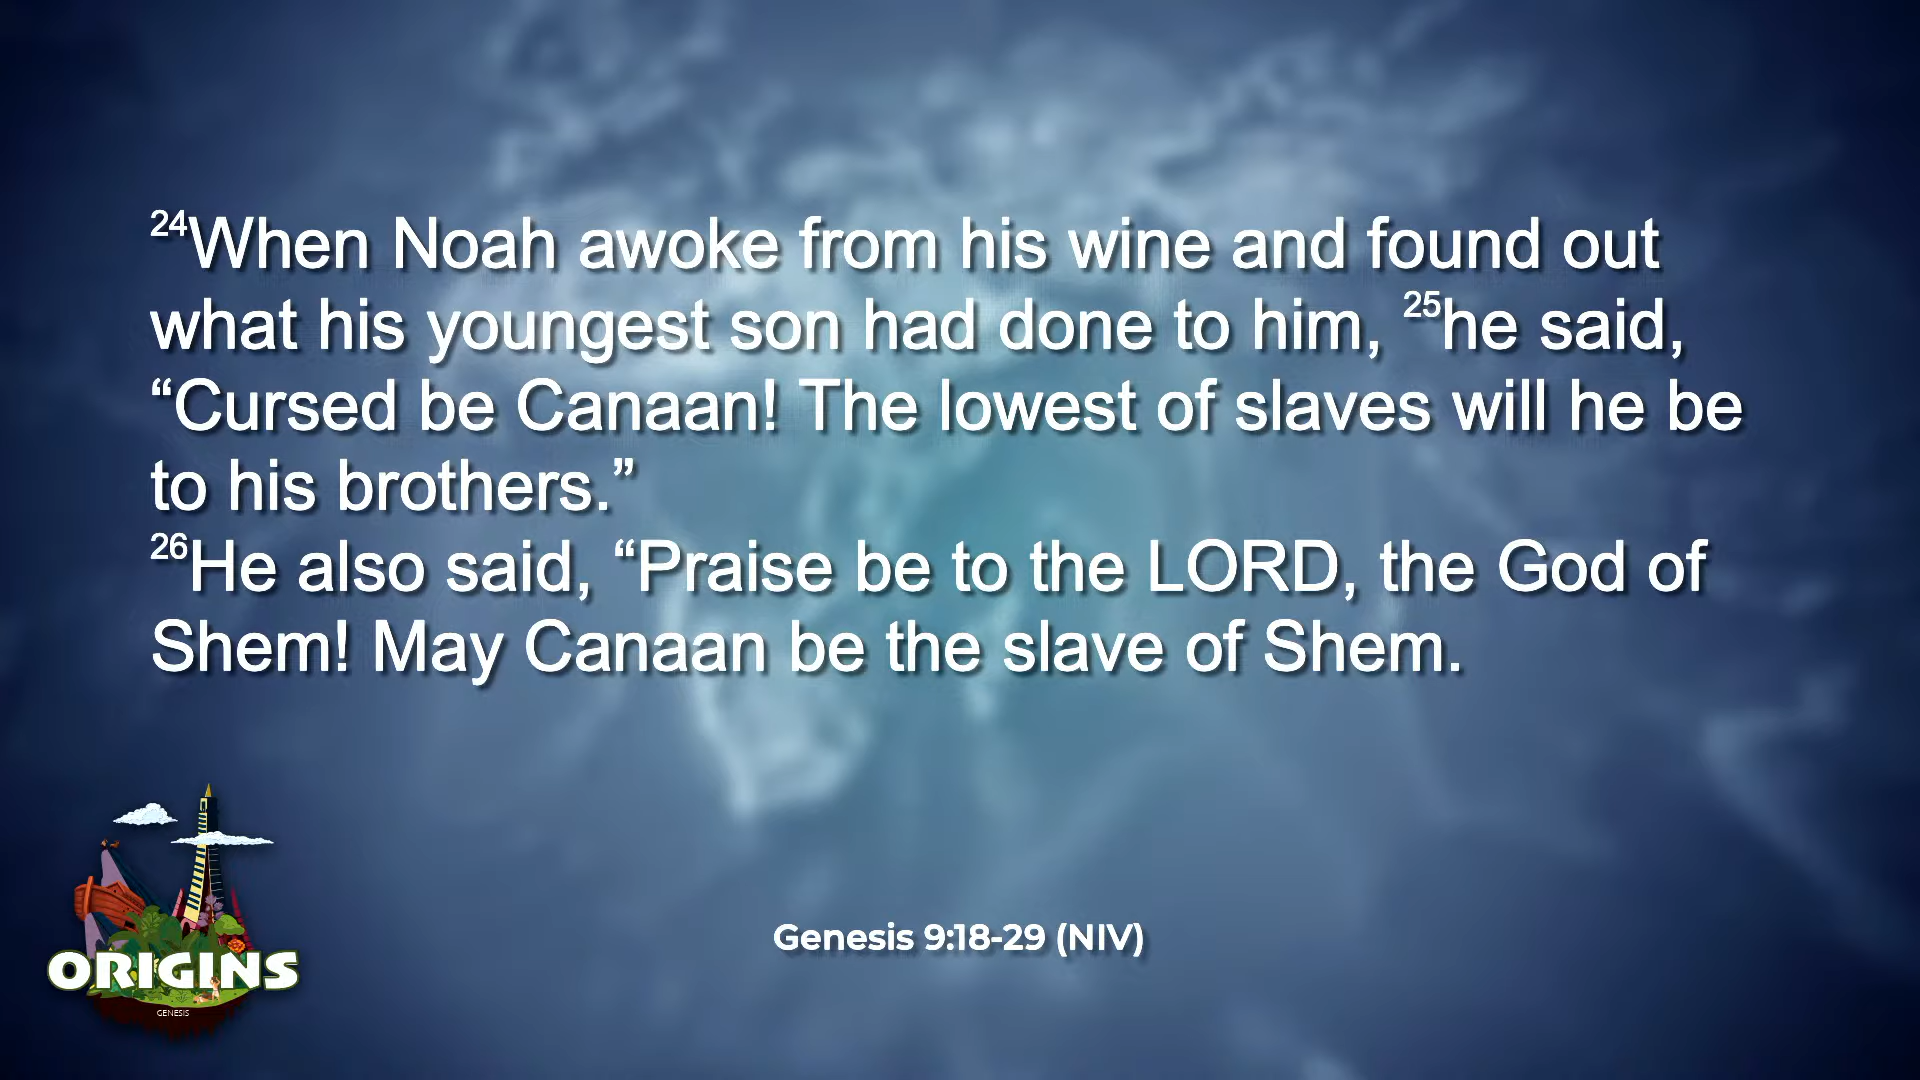 24When Noah awoke from his wine and found out
what his youngest son had done to him, 25he said,
“Cursed be Canaan! The lowest of slaves will he be
to his brothers.”
26He also said, “Praise be to the LORD, the God of
Shem! May Canaan be the slave of Shem.
Genesis 9:18-29 (NIV)
ORIGINS
GENESIS